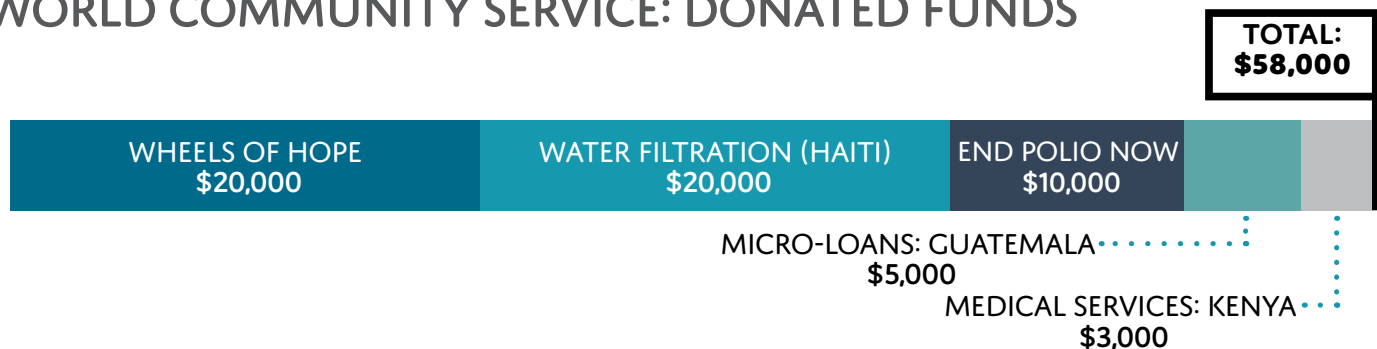 WORLD COMMUNITY SERVICE: DONATED FUNDS
TOTAL:
$58,000
WHEELS OF HOPE
$20,000
WATER FILTRATION (HAITI)
$20,000
END POLIO NOW
$10,000
MICRO-LOANS: GUATEMALA
$5,000
MEDICAL SERVICES: KENYA
$3,000